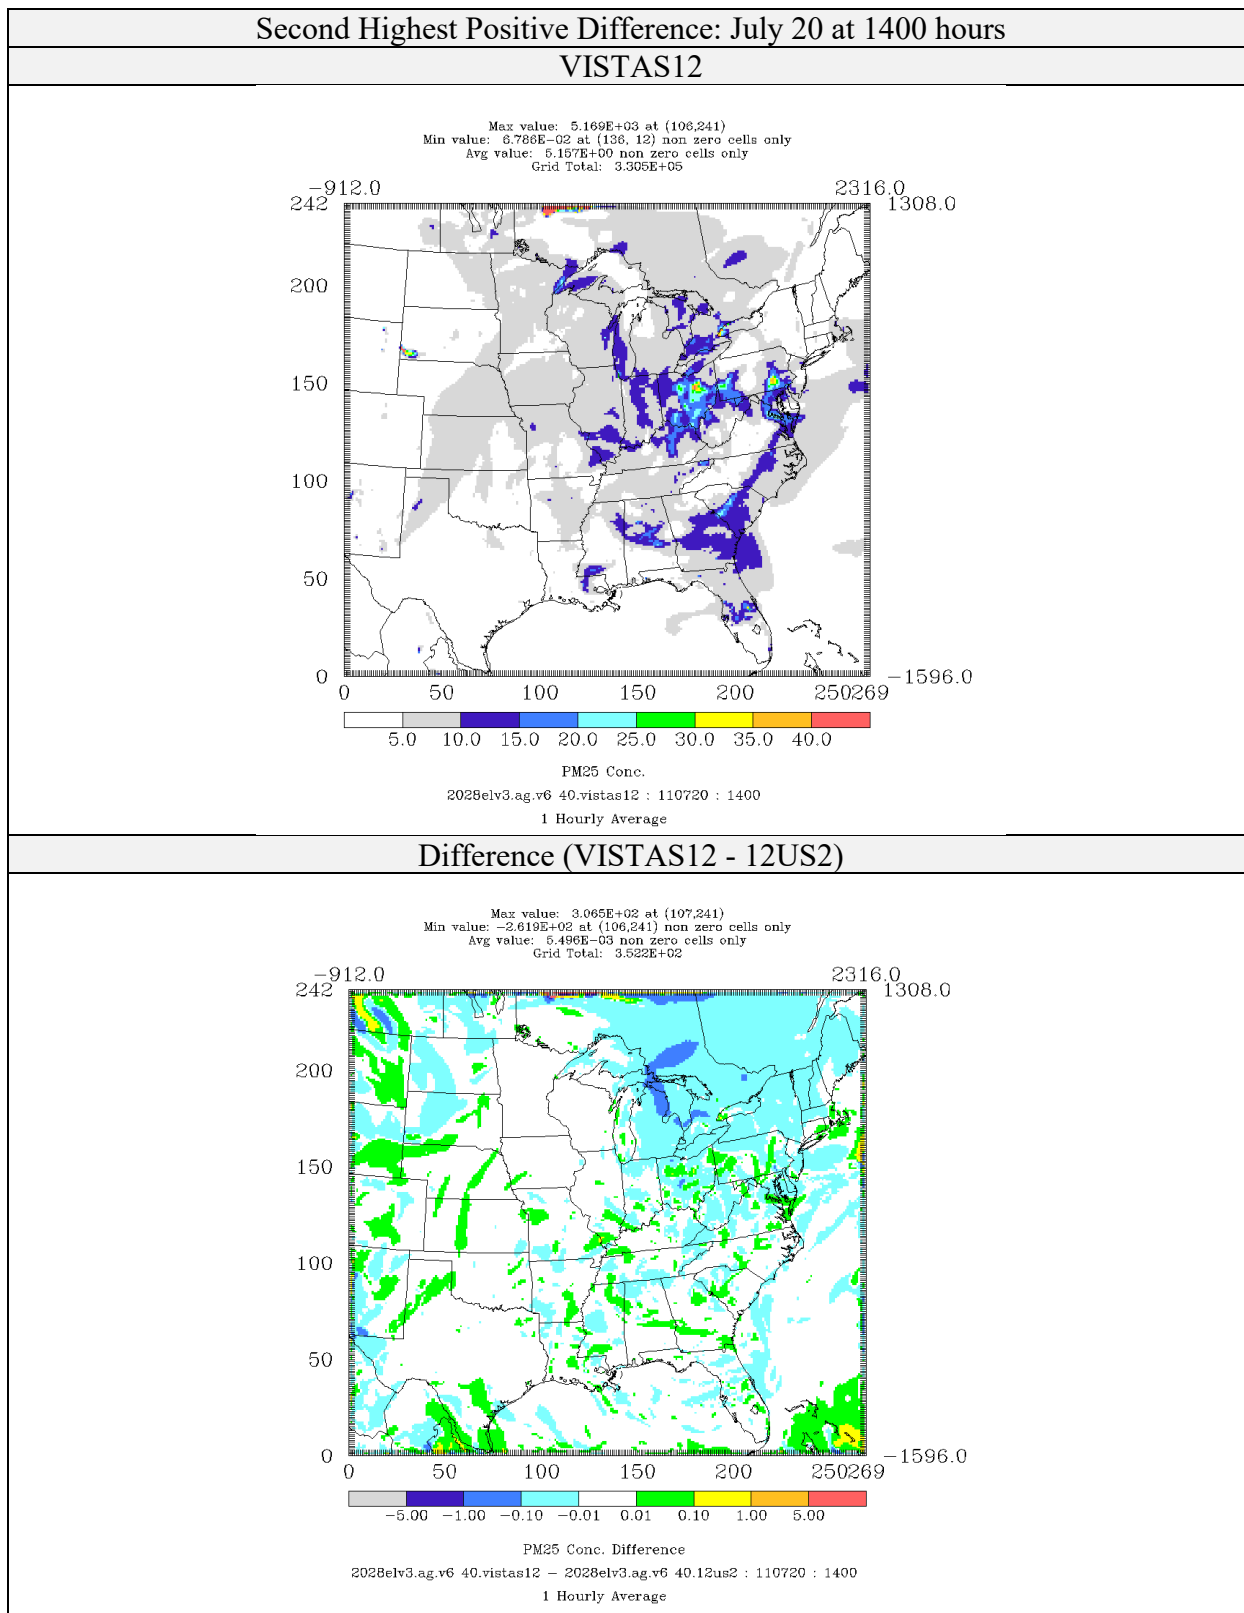 Second Highest Positive Difference: July 20 at 1400 hours
VISTAS12
Max value: 5.169E+03 at (106,241)
Min value: 6.786E-02 at (136, 12) non zero cells only
Avg value: 5.157E+00 non zero cells only
Grid Total: 3.305E+05
-912.0 2316.0
242 1308.0
200
150
100
50
0 -1596.0
0 50 100 150 200 250269
5.0 10.0 15.0 20.0 25.0 30.0 35.0 40.0
PM25 Conc.
2028elv3.ag.v6 40.vistas12 : 110720 : 1400
1 Hourly Average
Difference (VISTAS12 - 12US2)
Max value: 3.065E+02 at (107,241)
Min value: -2.619E+02 at (106,241) non zero cells only
Avg value: 5.496E-03 non zero cells only
Grid Total: 3.522E+02
-912.0 2316.0
242 1308.0
200
150
100
50
0 -1596.0
0 50 100 150 200 250269
-5.00 -1.00 -0.10 -0.01 0.01 0.10 1.00 5.00
PM25 Conc. Difference
2028elv3.ag.v6 40.vistas12 - 2028elv3.ag.v6 40.12us2 : 110720 : 1400
1 Hourly Average